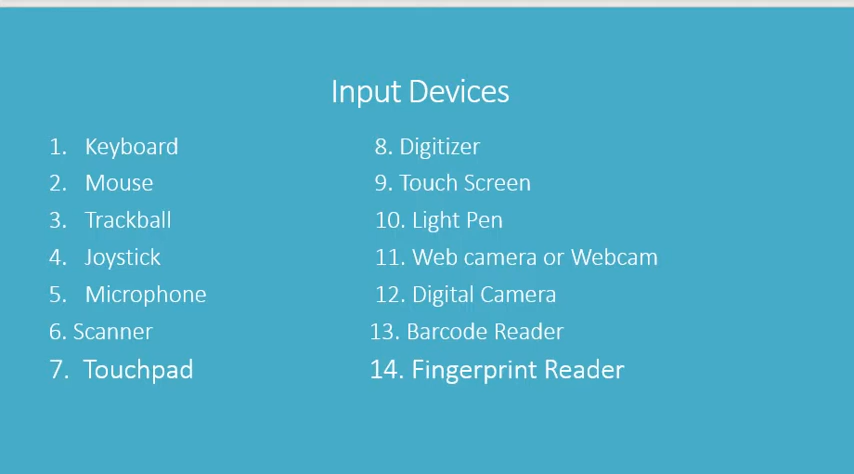 Input Devices
1. Keyboard
2. Mouse
3. Trackball
4. Joystick
5. Microphone
6. Scanner
7. Touchpad
8. Digitizer
9. Touch Screen
10. Light Pen
11. Web camera or Webcam
12. Digital Camera
13. Barcode Reader
14. Fingerprint Reader